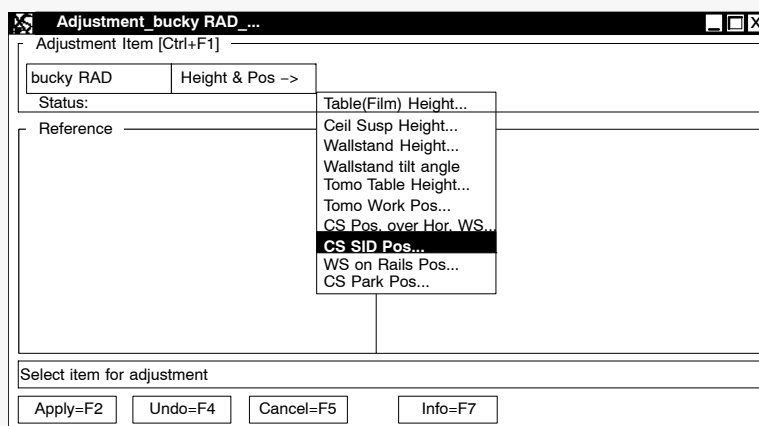 Adjustment_bucky RAD_...
Adjustment Item [Ctrl+F1]
bucky RAD
Height & Pos –>
Status:
Table(Film) Height...
Ceil Susp Height...
Wallstand Height...
Wallstand tilt angle
Tomo Table Height...
Tomo Work Pos...
CS Pos. over Hor. WS...
CS SID Pos...
WS on Rails Pos...
CS Park Pos...
Reference
Select item for adjustment
Apply=F2
Undo=F4
Cancel=F5
Info=F7